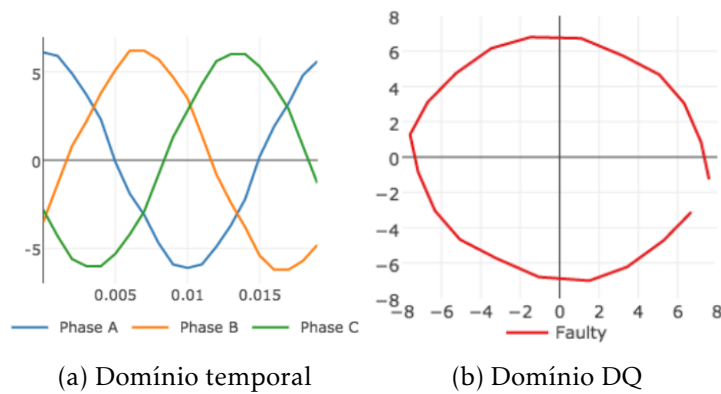 5
0
-5
0.005 0.01 0.015
Phase A Phase B Phase C
(a) Domínio temporal
8
6
4
2
0
−2
−4
−6
−8
−8 −6 −4 −2 0 2 4 6 8
Faulty
(b) Domínio DQ